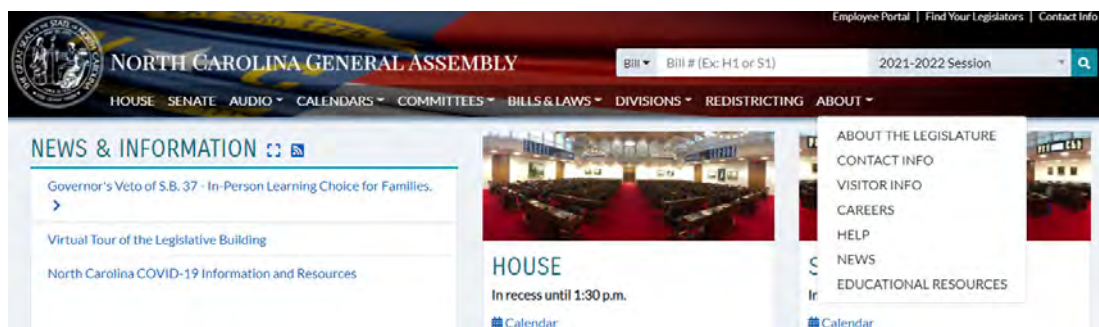 Employee Portal | Find Your Legislators | Contact Info
NORTH CAROLINA GENERAL ASSEMBLY
Bill Bill # (Ex: H1 or S1) 2021-2022 Session
HOUSE SENATE AUDIO CALENDARS COMMITTEES BILLS & LAWS DIVISIONS REDISTRICTING ABOUT
NEWS & INFORMATION
Governor's Veto of S.B. 37 - In-Person Learning Choice for Families.
Virtual Tour of the Legislative Building
North Carolina COVID-19 Information and Resources
HOUSE
In recess until 1:30 p.m.
Calendar
ABOUT THE LEGISLATURE
CONTACT INFO
VISITOR INFO
CAREERS
HELP
NEWS
EDUCATIONAL RESOURCES
S
In
Calendar